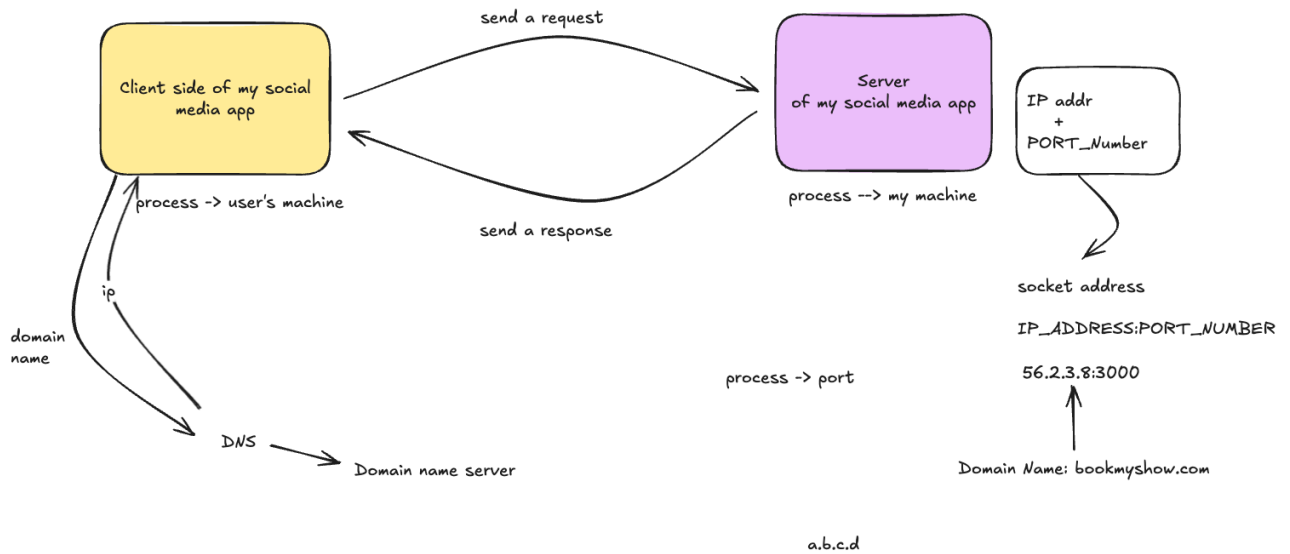 send a request
Client side of my social
media app
Server
of my social media app
IP addr
+
PORT_Number
process -> user's machine
process --> my machine
send a response
ip
socket address
domain
name
IP_ADDRESS:PORT_NUMBER
process -> port
56.2.3.8:3000
DNS
Domain name server
Domain Name: bookmyshow.com
a.b.c.d